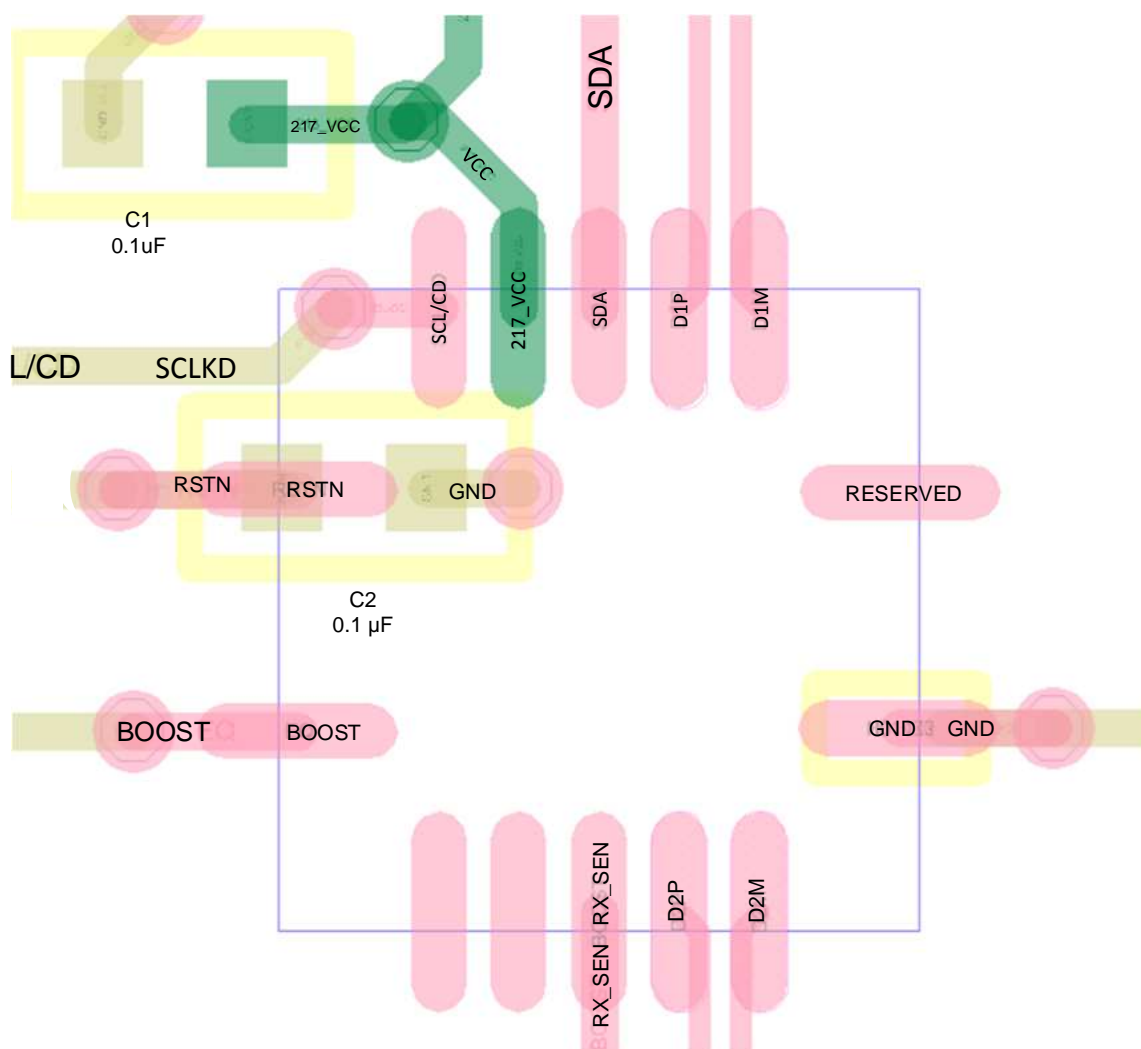 SDA
217_VCC
VCC
C1
0.1uF
SCL/CD
217_VCC
SDA
D1P
D1M
L/CD
SCLKD
RSTN
RSTN
GND
RESERVED
C2
0.1 µF
BOOST
BOOST
GND
GND
RX_SEN
D2P
D2M
RX_SEN